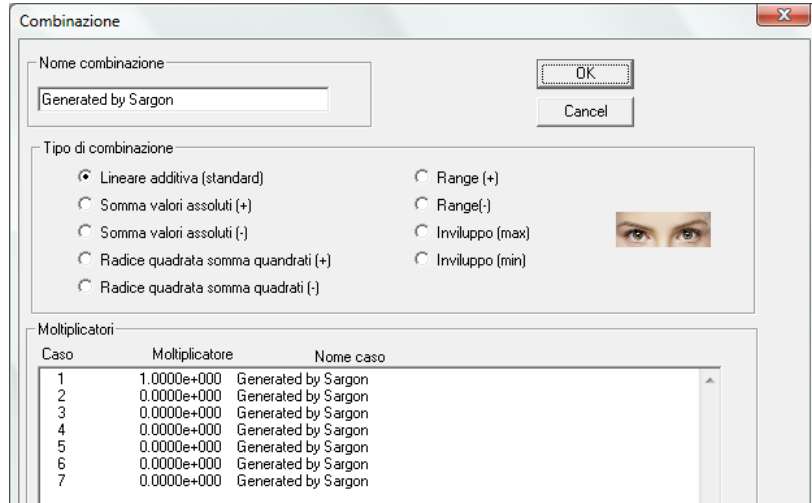 Combinazione
Nome combinazione
Generated by Sargon
OK
Cancel
Tipo di combinazione
Lineare additiva (standard)
Somma valori assoluti (+)
Somma valori assoluti (-)
Radice quadrata somma quandrati (+)
Radice quadrata somma quadrati (-)
Range (+)
Range(-)
Inviluppo (max)
Inviluppo (min)
Moltiplicatori
Caso Moltiplicatore Nome caso
1 1.0000e+000 Generated by Sargon
2 0.0000e+000 Generated by Sargon
3 0.0000e+000 Generated by Sargon
4 0.0000e+000 Generated by Sargon
5 0.0000e+000 Generated by Sargon
6 0.0000e+000 Generated by Sargon
7 0.0000e+000 Generated by Sargon